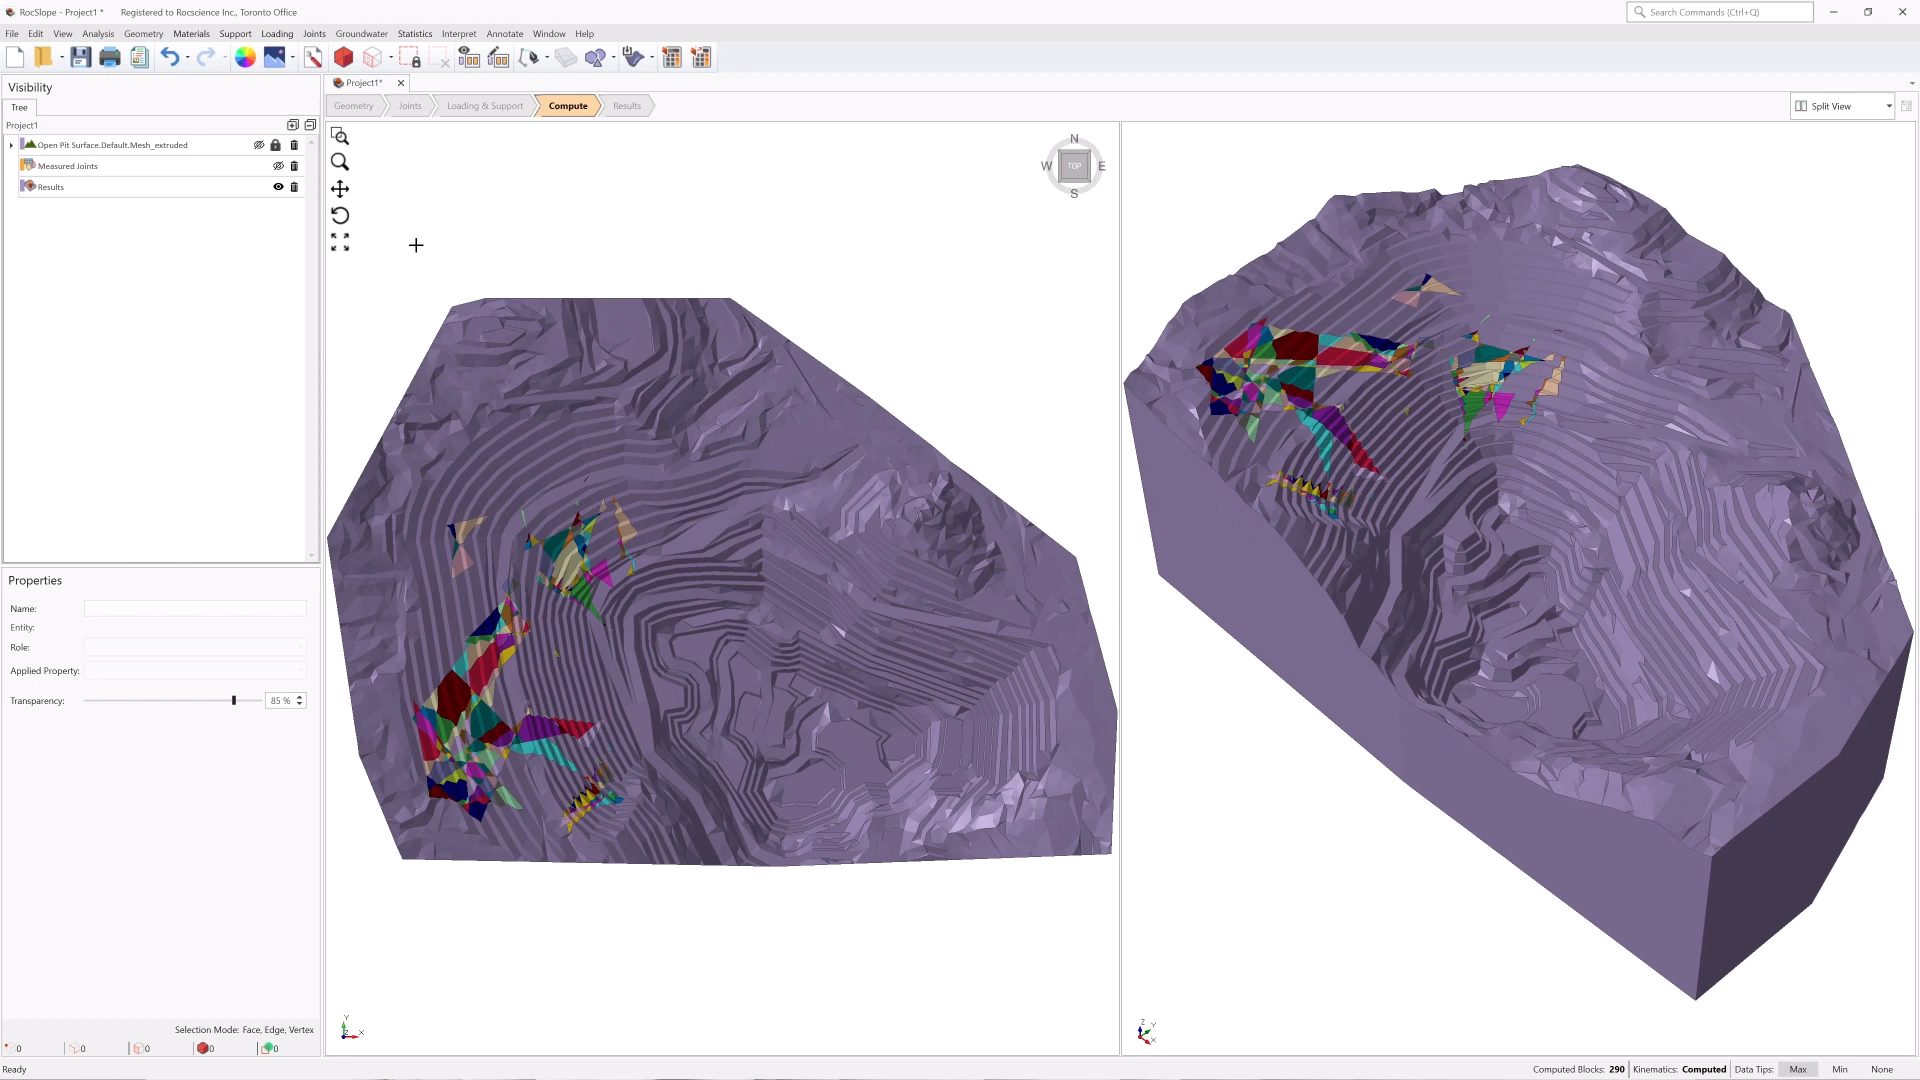 RocSlope - Project1 * Registered to Rocscience Inc., Toronto Office
Search Commands (Ctrl+Q)
File Edit View Analysis Geometry Materials Support Loading Joints Groundwater Statistics Interpret Annotate Window Help
Visibility
Tree
Project1
Open Pit Surface.Default.Mesh_extruded
Measured Joints
Results
Project1*
Geometry Joints Loading & Support Compute Results
Split View
N
W TOP E
S
Properties
Name:
Entity:
Role:
Applied Property:
Transparency: 85 %
Selection Mode: Face, Edge, Vertex
0 0 0 0 0
Y
Z X
Z Y
X
Ready
Computed Blocks: 290 Kinematics: Computed Data Tips: Max Min None